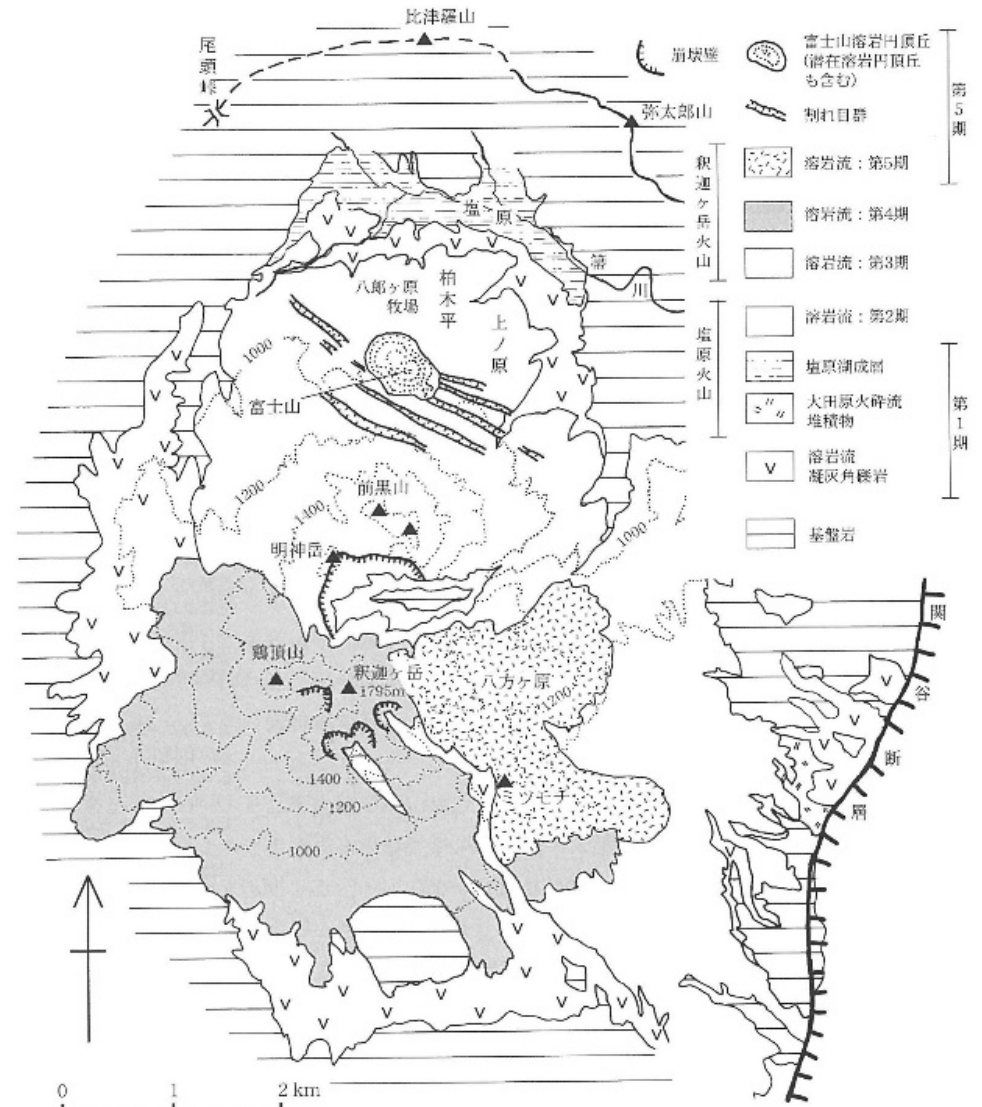 比津羅山
尾頭峠
弥太郎山
塩原
箒川
八郎ヶ原
牧場
柏木平
上ノ原
1000
富士山
1200
1400
前黒山
明神岳
1000
鶏頂山
釈迦ヶ岳
1795m
八方ヶ原
1200
ミツモチ
1400
1200
1000
関谷断層
0 1 2 km
崩壊壁
富士山溶岩円頂丘
(潜在溶岩円頂丘
も含む)
割れ目群
溶岩流:第5期
第5期
釈迦ヶ岳火山
溶岩流:第4期
溶岩流:第3期
塩原火山
溶岩流:第2期
塩原湖成層
大田原火砕流
堆積物
溶岩流
凝灰角礫岩
第1期
基盤岩